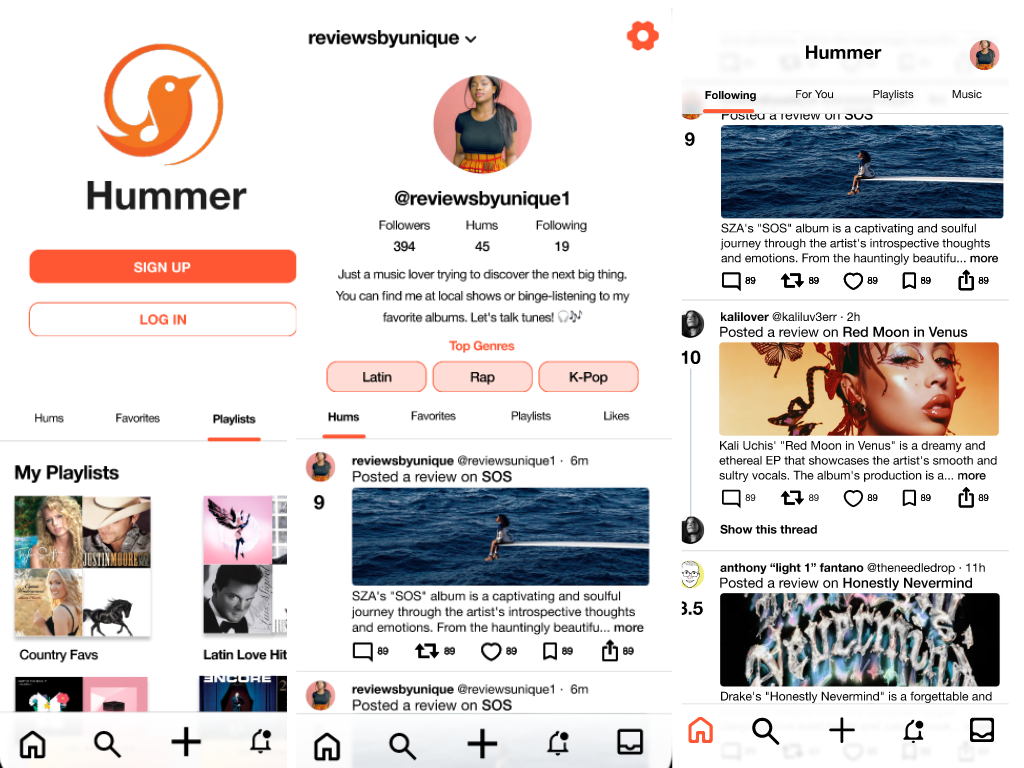 Hummer
SIGN UP
LOG IN
Hums Favorites Playlists
My Playlists
Taylor Swift
JUSTIN MOORE
Country Favs
Latin Love Hit
ENCORE
reviewsbyunique
@reviewsbyunique1
Followers Hums Following
394 45 19
Just a music lover trying to discover the next big thing.
You can find me at local shows or binge-listening to my
favorite albums. Let's talk tunes! 🎧🎶
Top Genres
Latin Rap K-Pop
Hums Favorites Playlists Likes
reviewsbyunique @reviewsunique1 · 6m
Posted a review on SOS
9
SZA's "SOS" album is a captivating and soulful
journey through the artist's introspective thoughts
and emotions. From the hauntingly beautifu... more
89 89 89 89 89
reviewsbyunique @reviewsunique1 · 6m
Posted a review on SOS
Hummer
Following For You Playlists Music
Posted a review on SOS
9
SZA's "SOS" album is a captivating and soulful
journey through the artist's introspective thoughts
and emotions. From the hauntingly beautifu... more
89 89 89 89 89
kalilover @kaliluv3err · 2h
Posted a review on Red Moon in Venus
10
Kali Uchis' "Red Moon in Venus" is a dreamy and
ethereal EP that showcases the artist's smooth and
sultry vocals. The album's production is a... more
89 89 89 89 89
Show this thread
anthony “light 1” fantano @theneedledrop · 11h
Posted a review on Honestly Nevermind
3.5
Nevermind
Drake's "Honestly Nevermind" is a forgettable and